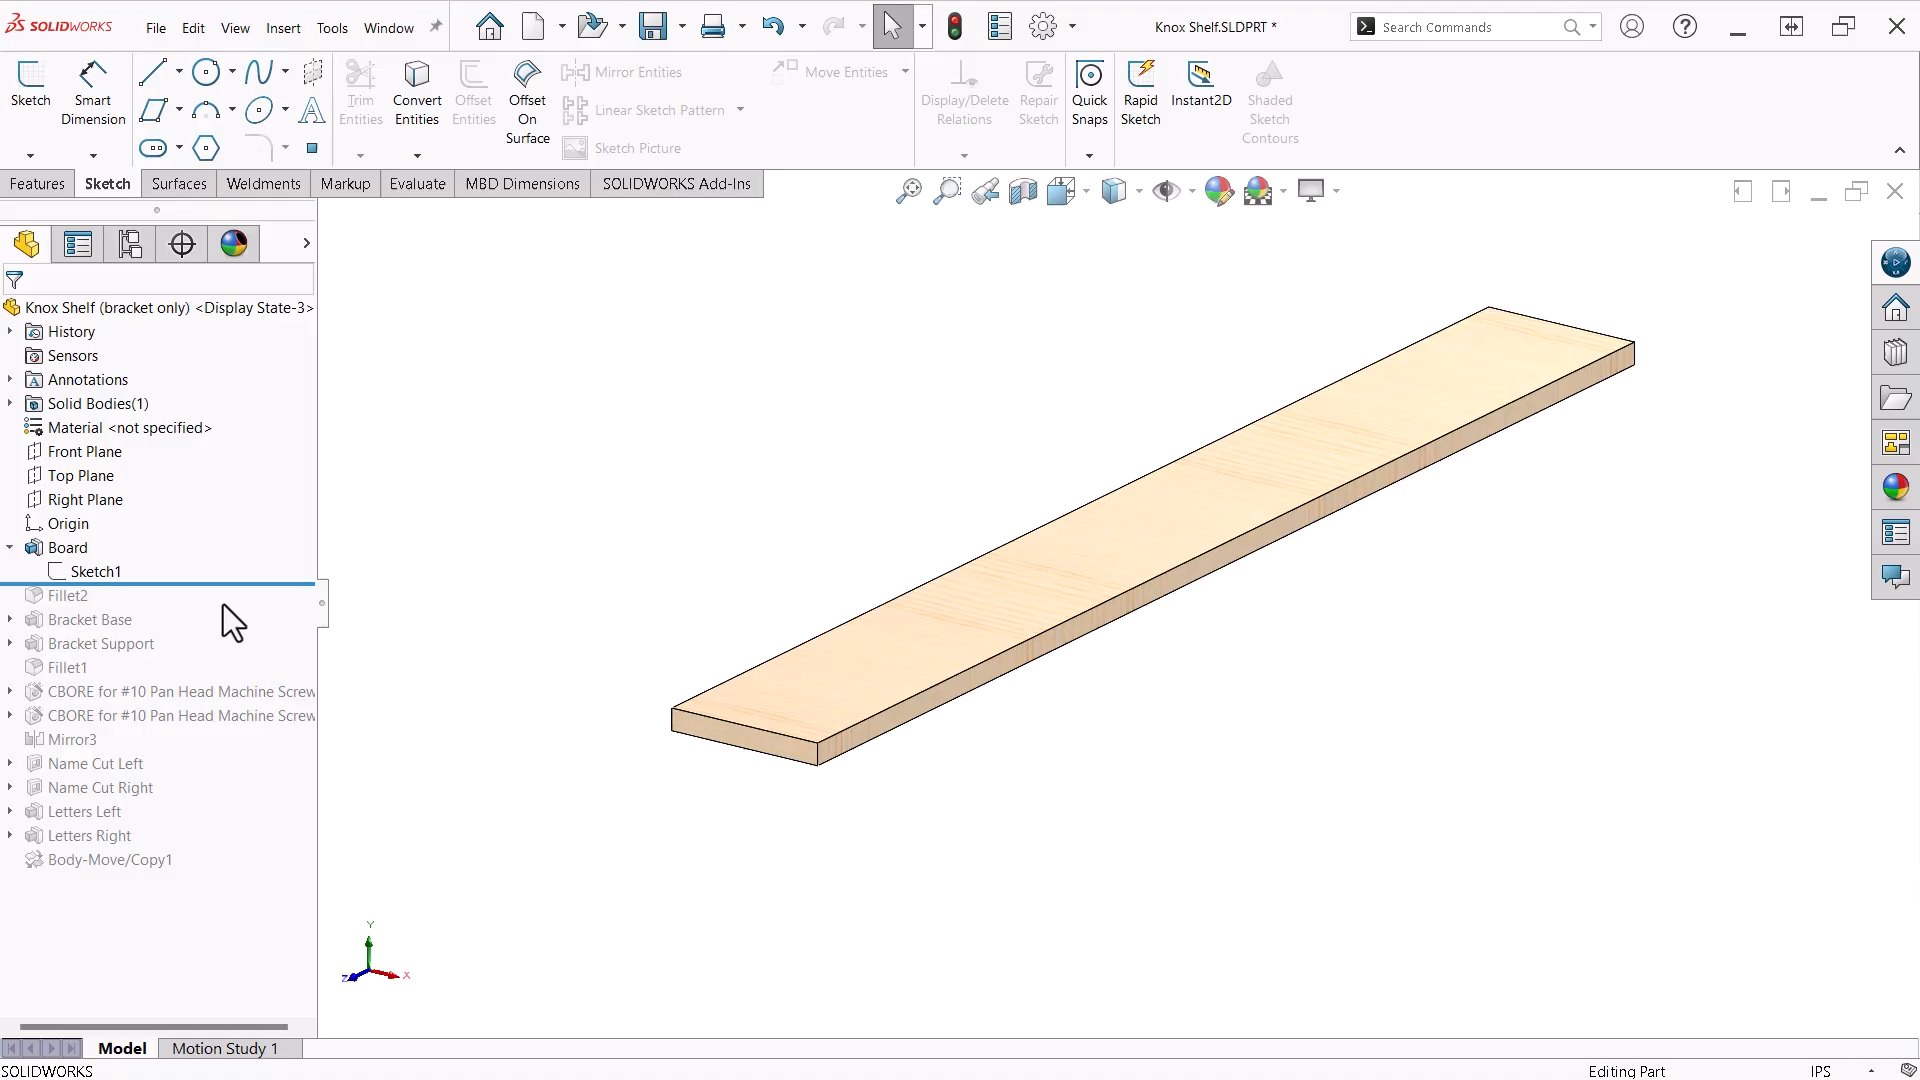 SOLIDWORKS
File Edit View Insert Tools Window
Knox Shelf.SLDPRT *
Search Commands
Sketch
Smart Dimension
Trim Entities
Convert Entities
Offset Entities
Offset On Surface
Mirror Entities
Linear Sketch Pattern
Sketch Picture
Move Entities
Display/Delete Relations
Repair Sketch
Quick Snaps
Rapid Sketch
Instant2D
Shaded Sketch Contours
Features Sketch Surfaces Weldments Markup Evaluate MBD Dimensions SOLIDWORKS Add-Ins
Knox Shelf (bracket only) <Display State-3>
History
Sensors
Annotations
Solid Bodies(1)
Material <not specified>
Front Plane
Top Plane
Right Plane
Origin
Board
Sketch1
Fillet2
Bracket Base
Bracket Support
Fillet1
CBORE for #10 Pan Head Machine Screw
CBORE for #10 Pan Head Machine Screw
Mirror3
Name Cut Left
Name Cut Right
Letters Left
Letters Right
Body-Move/Copy1
Y
Z
X
Model Motion Study 1
SOLIDWORKS
Editing Part
IPS